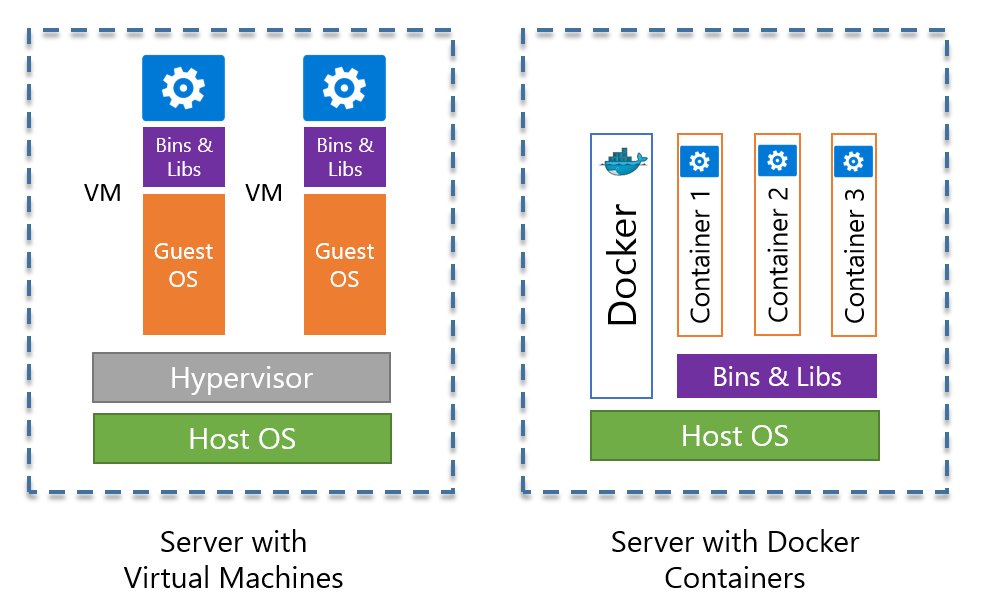 Bins &
Libs
Bins &
Libs
VM
VM
Guest
OS
Guest
OS
Hypervisor
Host OS
Server with
Virtual Machines
Docker
Container 1
Container 2
Container 3
Bins & Libs
Host OS
Server with Docker
Containers